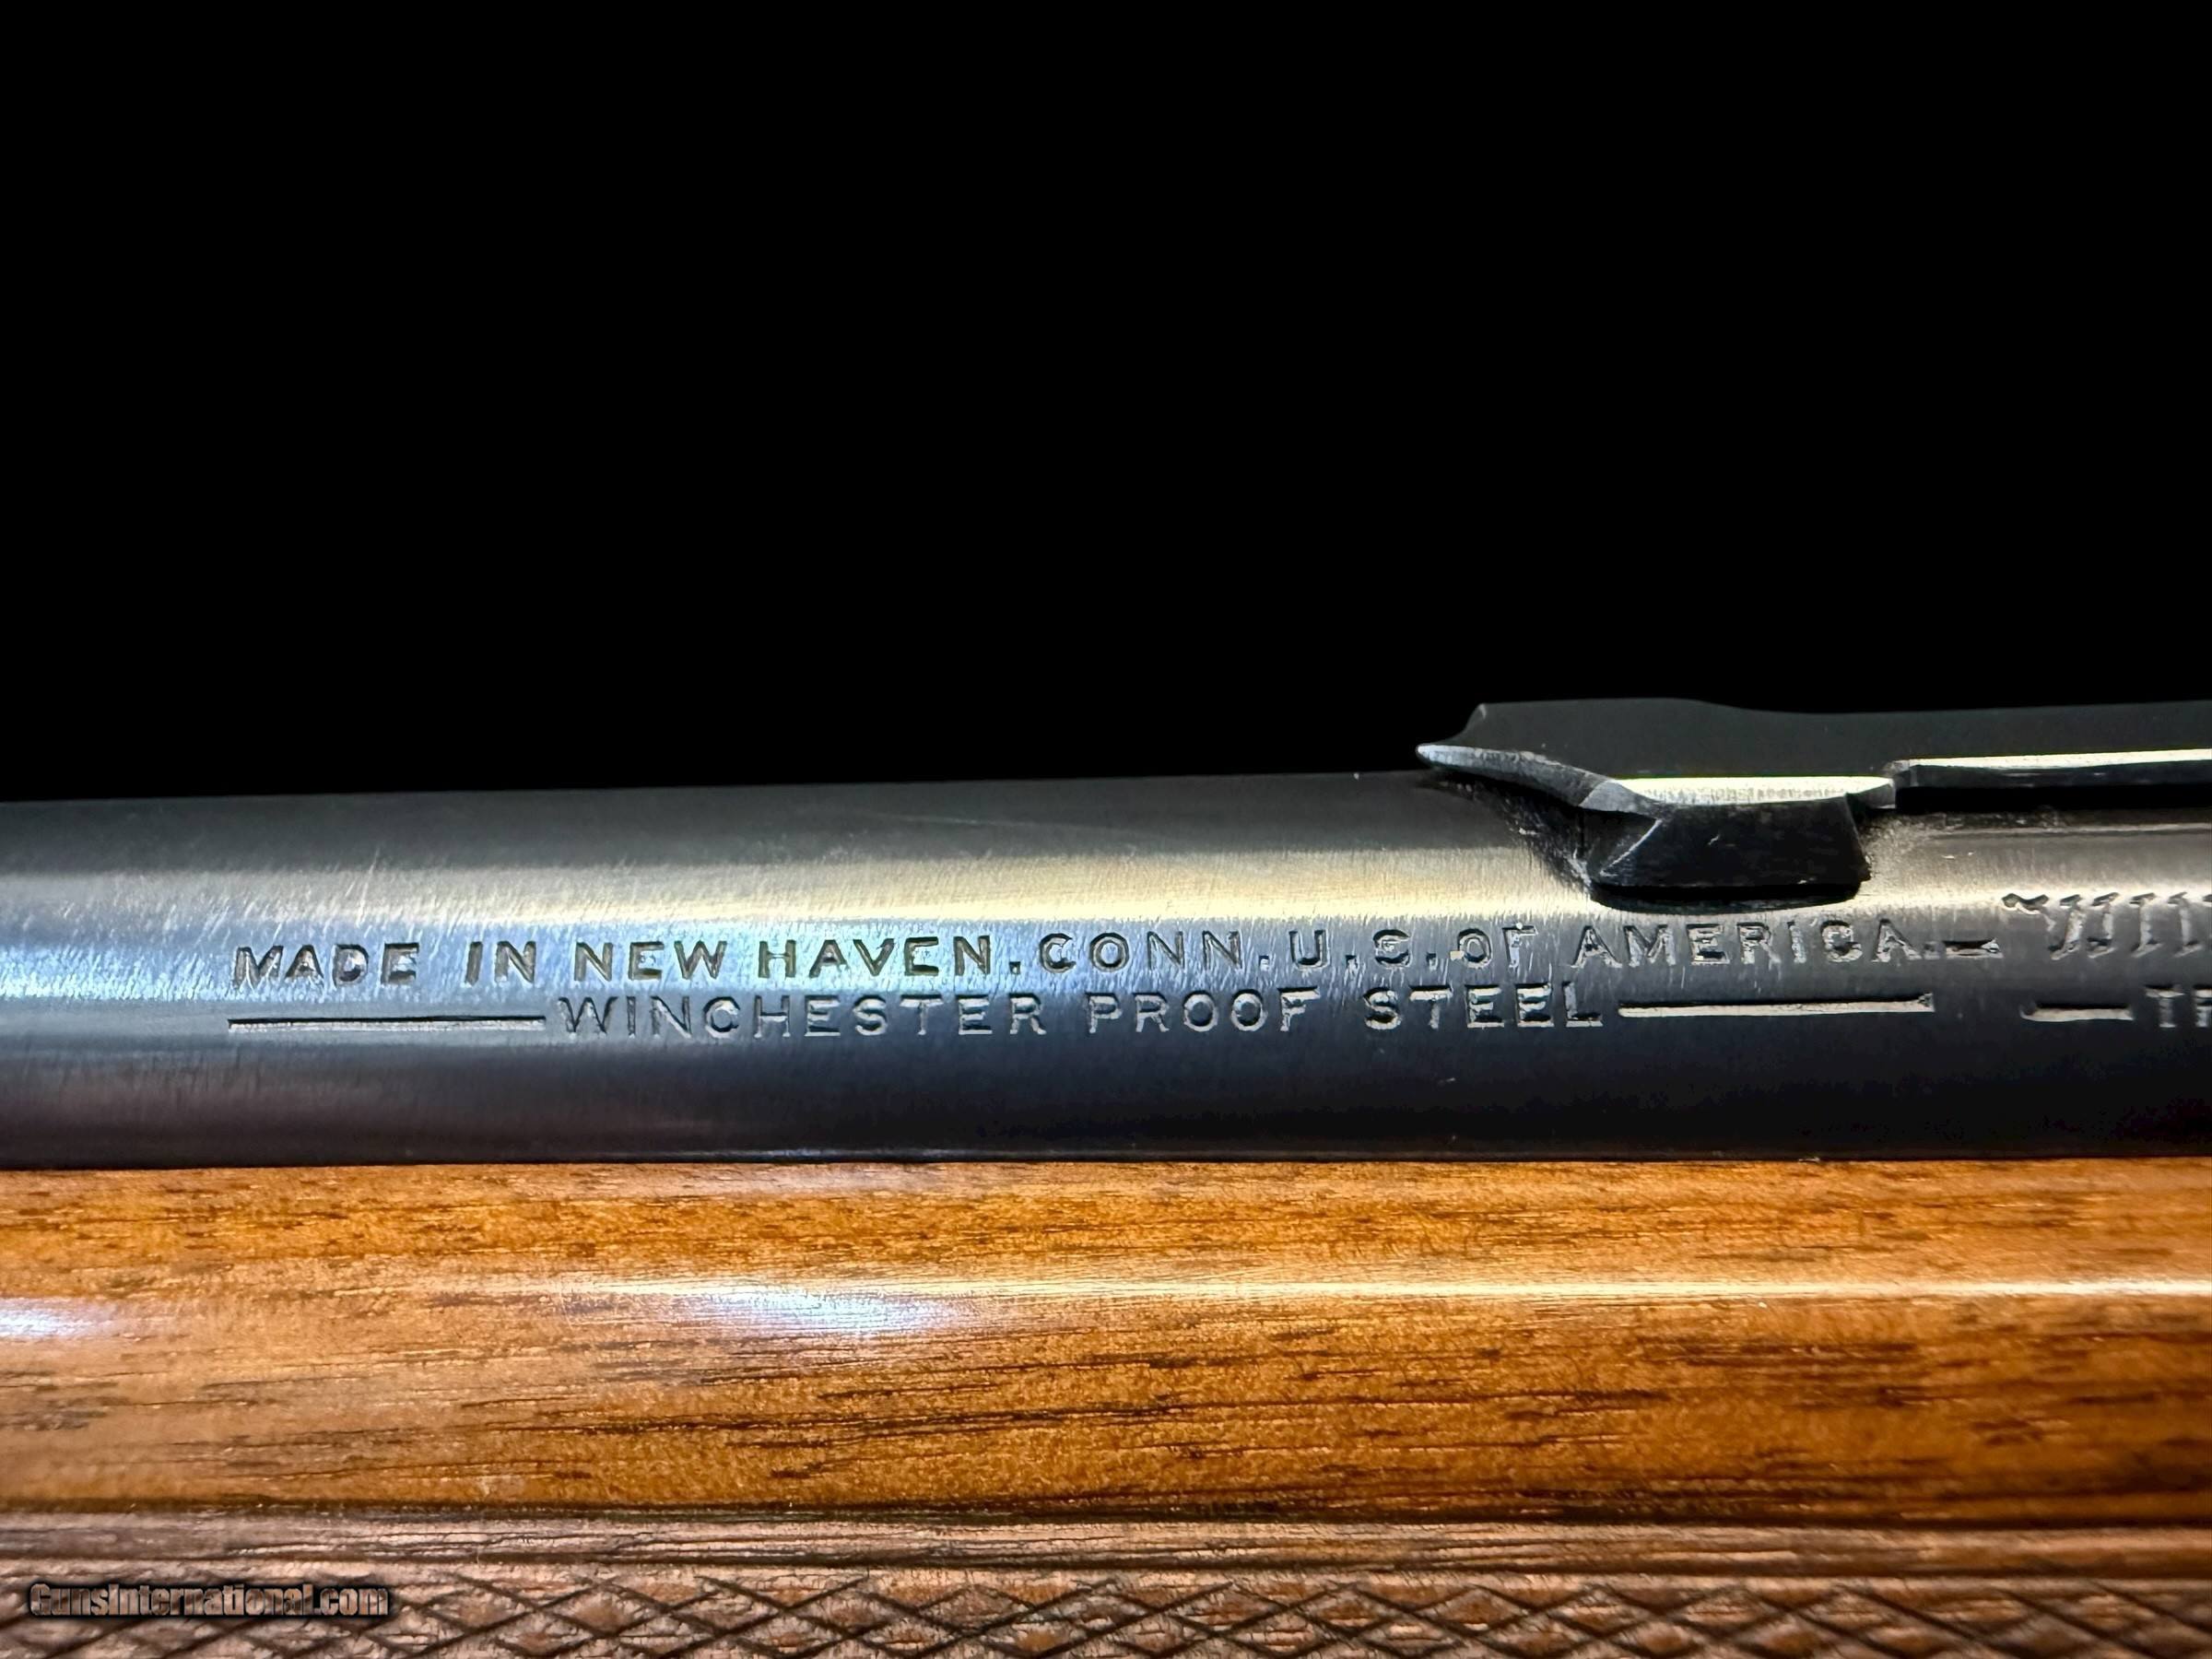 MADE IN NEW HAVEN. CONN. U.S. OF AMERICA.—
— WINCHESTER PROOF STEEL —
GunsInternational.com